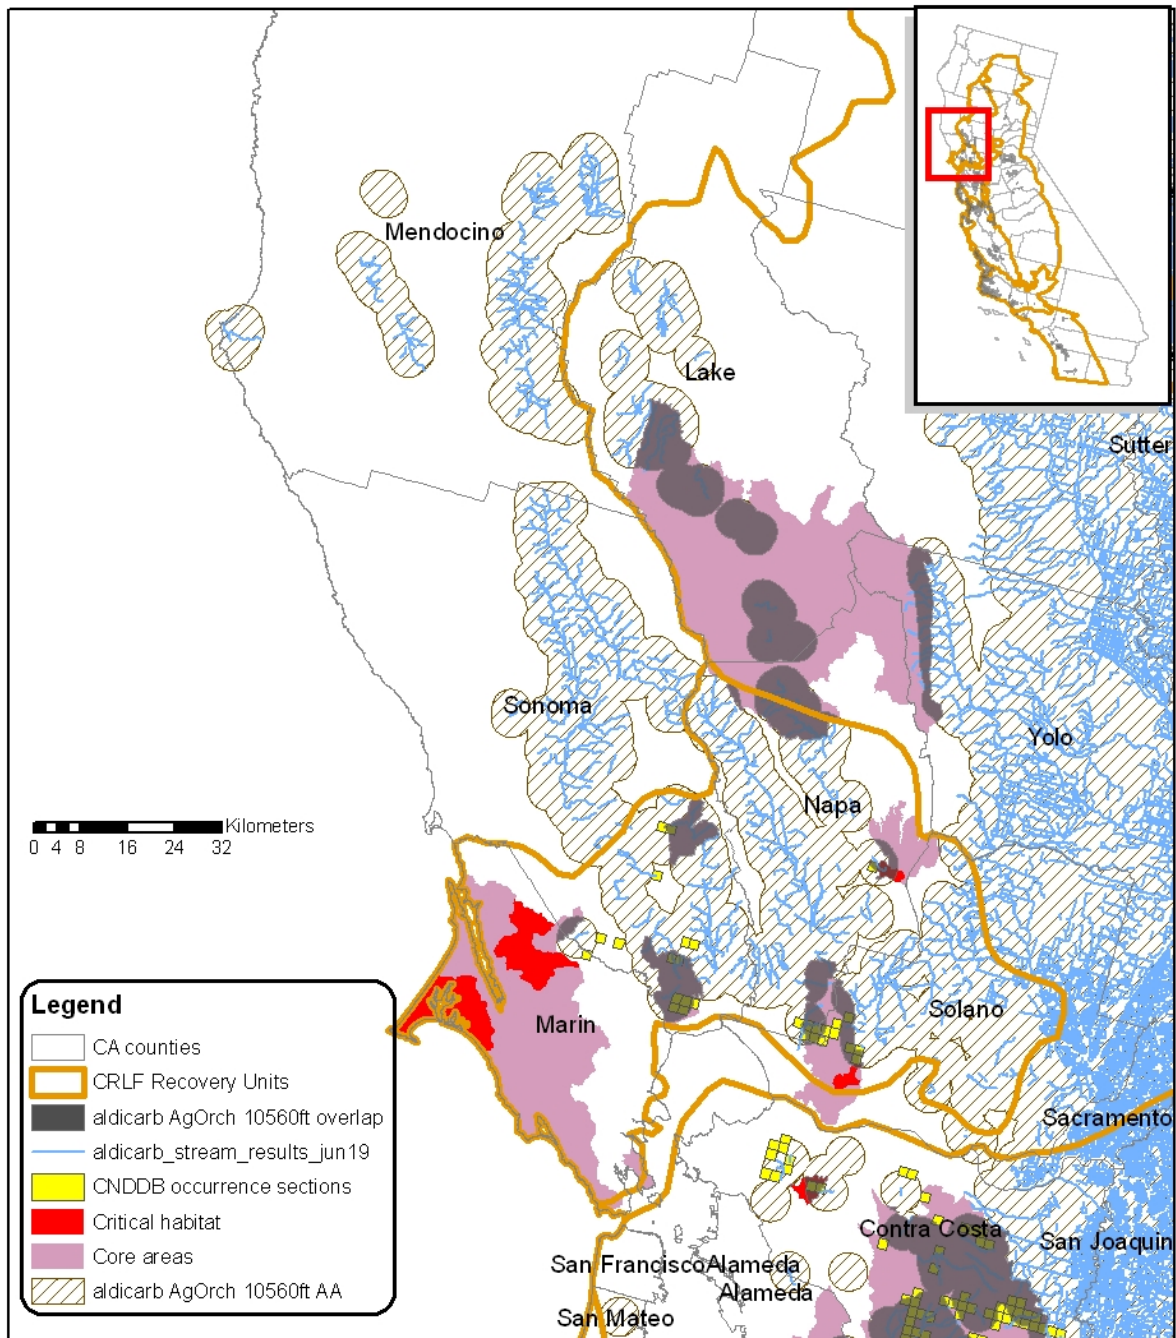 Mendocino
Lake
Sutter
Sonoma
Yolo
Napa
Kilometers
0 4 8 16 24 32
Marin
Solano
Sacramento
Contra Costa
San Joaquin
San Francisco
Alameda
Alameda
San Mateo
Legend
CA counties
CRLF Recovery Units
aldicarb AgOrch 10560ft overlap
aldicarb_stream_results_jun19
CNDDB occurrence sections
Critical habitat
Core areas
aldicarb AgOrch 10560ft AA